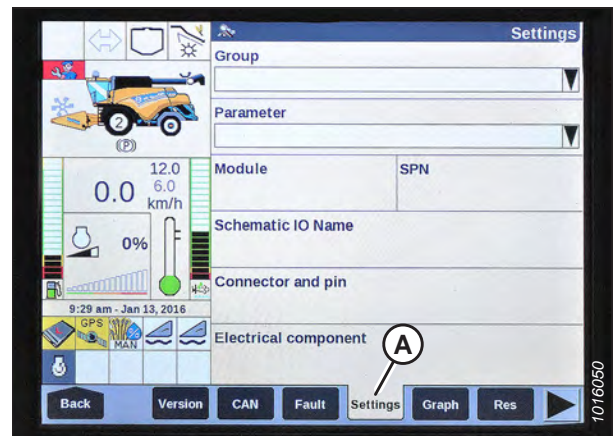 Settings
Group
Parameter
2
(P)
12.0
6.0
0.0 km/h
Module SPN
0%
Schematic IO Name
Connector and pin
9:29 am - Jan 13, 2016
GPS
MAN
Electrical component
A
Back Version CAN Fault Settings Graph Res
1016050